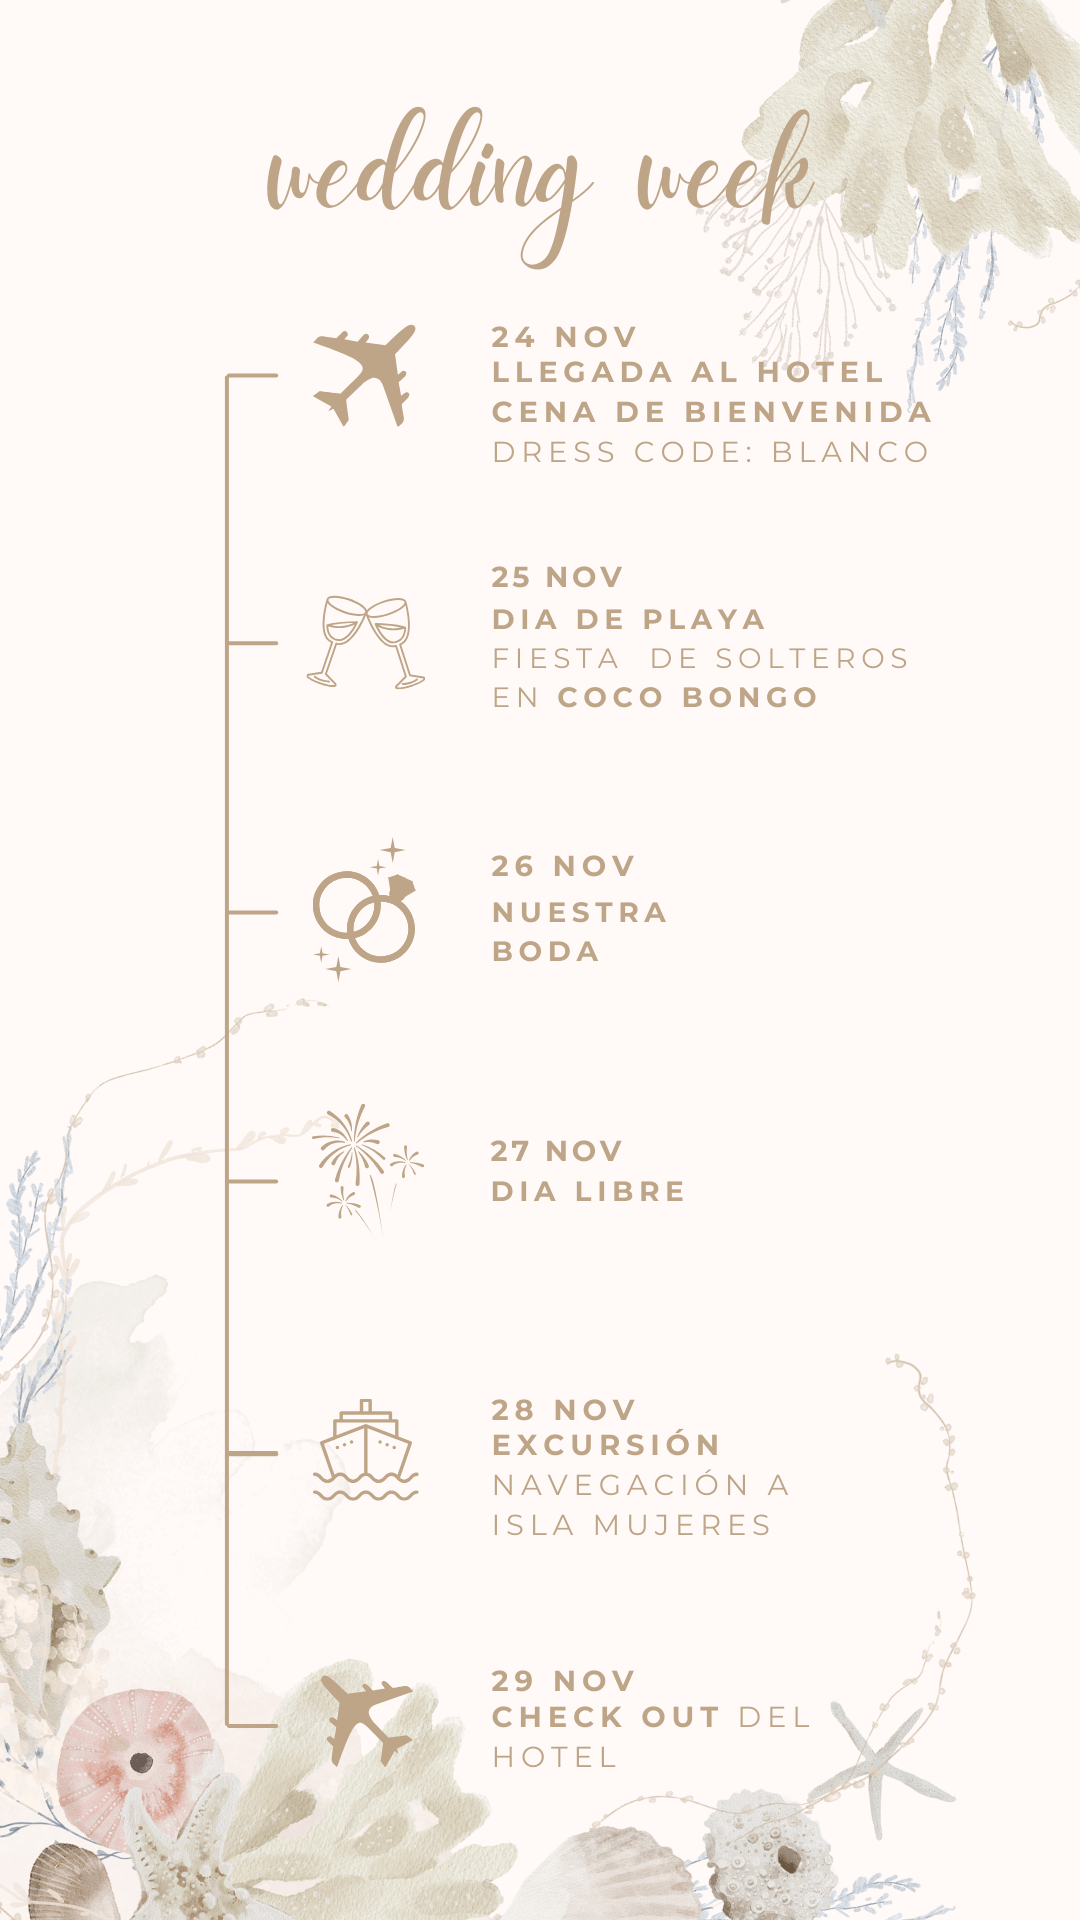 wedding week
24 NOV
LLEGADA AL HOTEL
CENA DE BIENVENIDA
DRESS CODE: BLANCO
25 NOV
DIA DE PLAYA
FIESTA DE SOLTEROS
EN COCO BONGO
26 NOV
NUESTRA
BODA
27 NOV
DIA LIBRE
28 NOV
EXCURSIÓN
NAVEGACIÓN A
ISLA MUJERES
29 NOV
CHECK OUT DEL
HOTEL